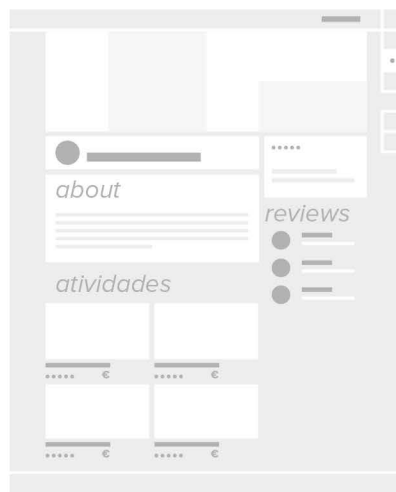 about
reviews
atividades
€
€
€
€